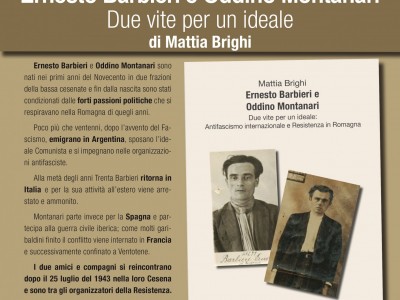 Ernesto Barbieri e Oddino Montanari
Due vite per un ideale
di Mattia Brighi
Ernesto Barbieri e Oddino Montanari sono
nati nei primi anni del Novecento in due frazioni
della bassa cesenate e fin dalla nascita sono stati
condizionati dalle forti passioni politiche che si
respiravano nella Romagna di quegli anni.
Poco più che ventenni, dopo l'avvento del Fa-
scismo, emigrano in Argentina, sposano l'ide-
ale Comunista e si impegnano nelle organizzazio-
ni antifasciste.
Alla metà degli anni Trenta Barbieri ritorna in
Italia e per la sua attività all'estero viene arre-
stato e ammonito.
Montanari parte invece per la Spagna e par-
tecipa alla guerra civile iberica; come molti gari-
baldini finito il conflitto viene internato in Francia
e successivamente confinato a Ventotene.
I due amici e compagni si reincontrano
dopo il 25 luglio del 1943 nella loro Cesena
e sono tra gli organizzatori della Resistenza.
Mattia Brighi
Ernesto Barbieri e
Oddino Montanari
Due vite per un ideale:
Antifascismo internazionale e Resistenza in Romagna